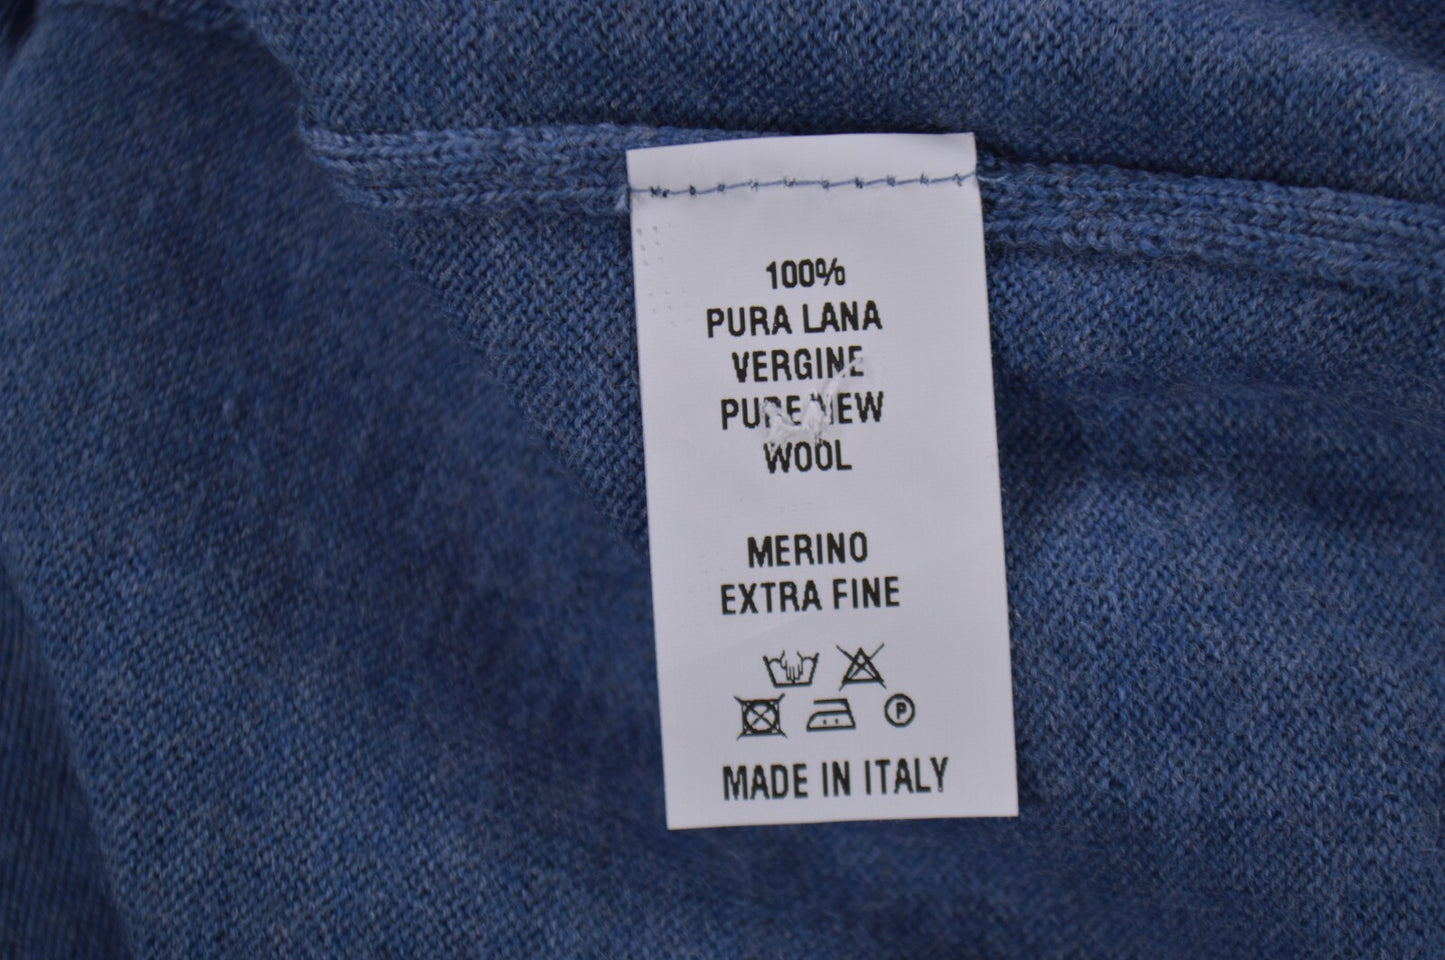 100%
PURA LANA
VERGINE
PURE NEW
WOOL
MERINO
EXTRA FINE
P
MADE IN ITALY